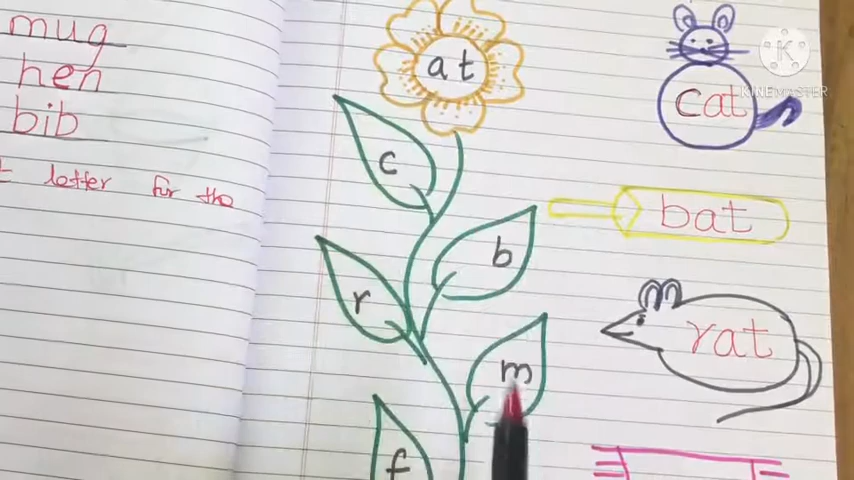 mug
hen
bib
letter for the
at
c
b
r
m
f
cat
bat
rat
K
KINEMASTER